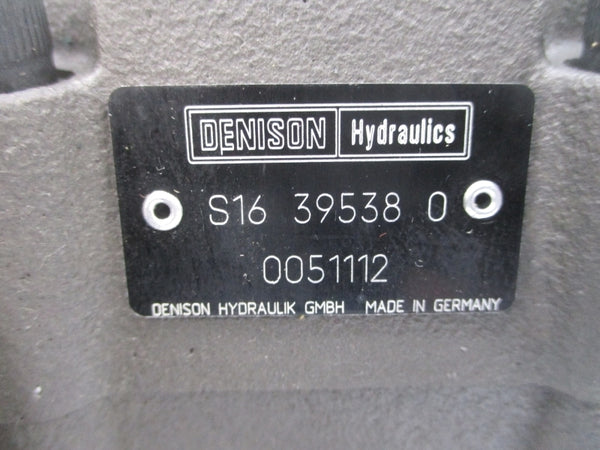 DENISON Hydraulics
S16 39538 0
0051112
DENISON HYDRAULIK GMBH MADE IN GERMANY